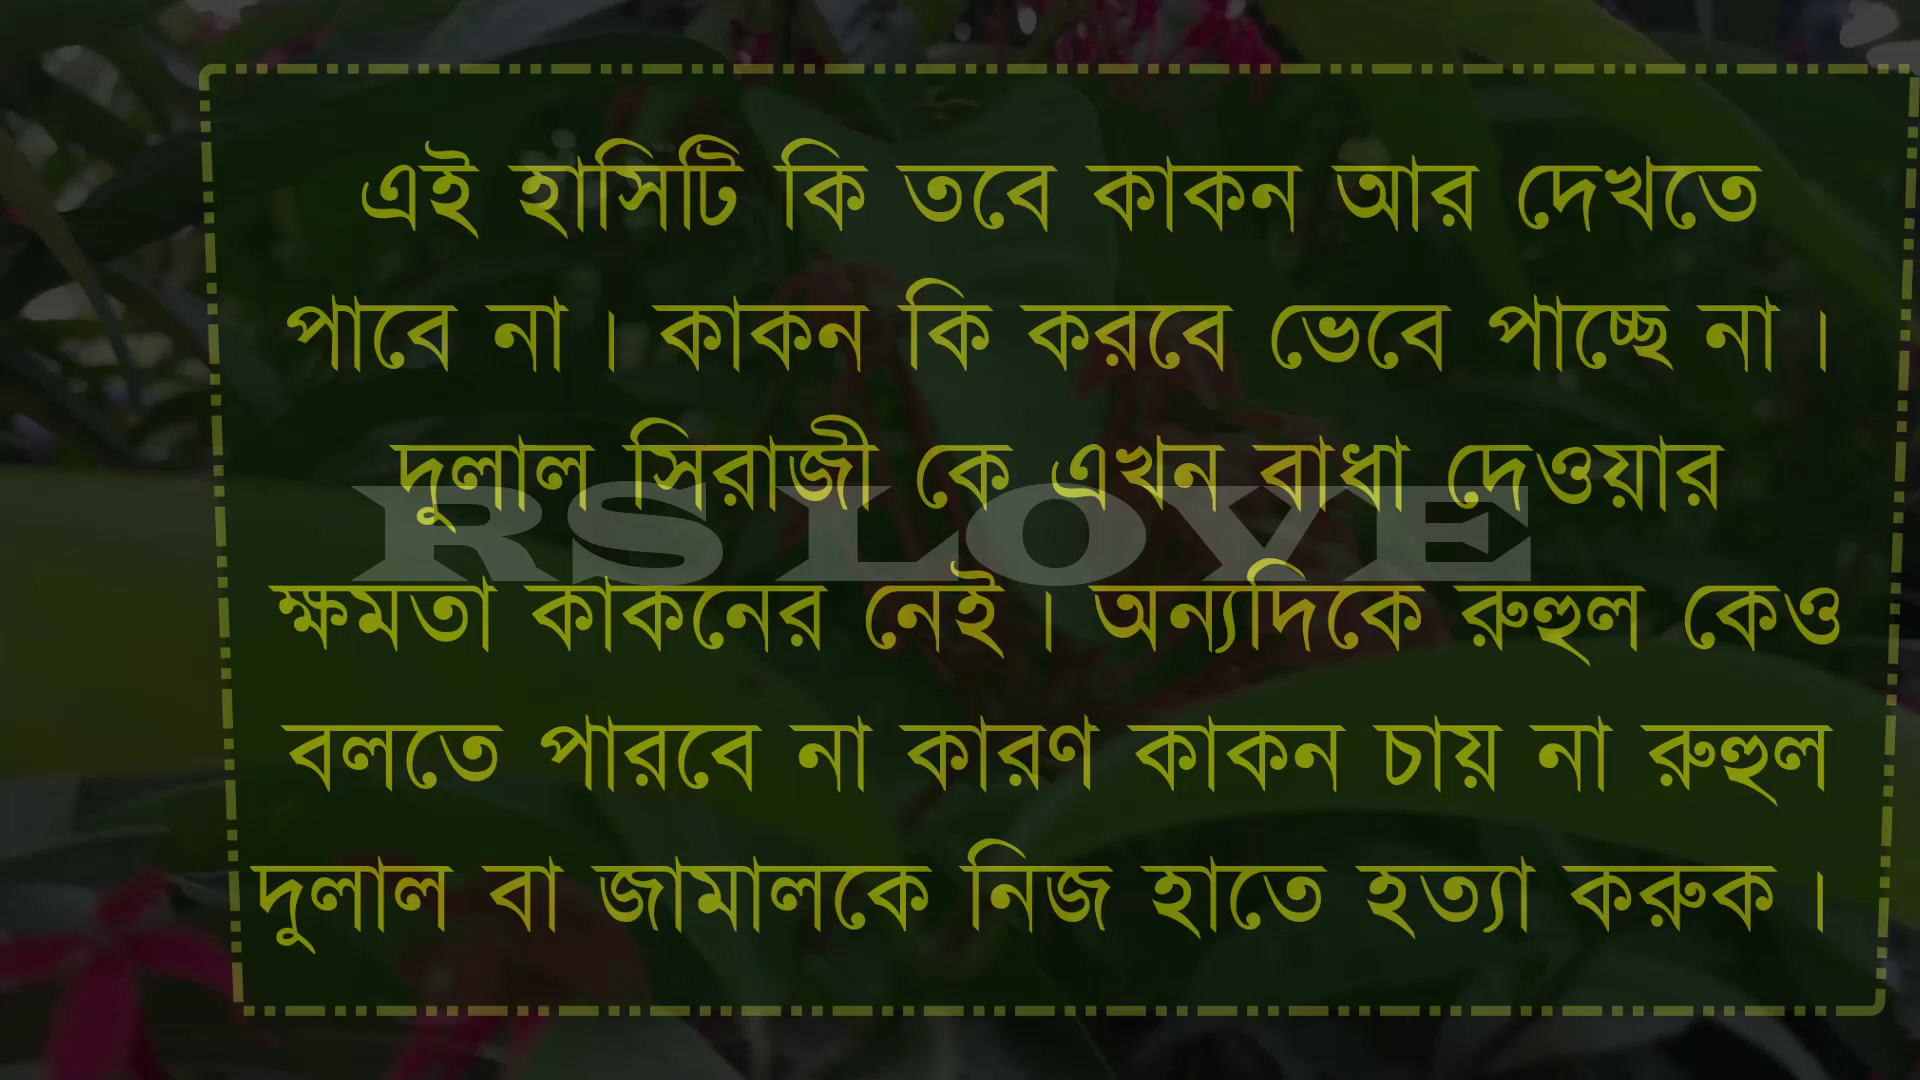 এই হাসিটি কি তবে কাকন আর দেখতে
পাবে না । কাকন কি করবে ভেবে পাচ্ছে না ।
দুলাল সিরাজী কে এখন বাধা দেওয়ার
RS LOVE
ক্ষমতা কাকনের নেই । অন্যদিকে রুহুল কেও
বলতে পারবে না কারণ কাকন চায় না রুহুল
দুলাল বা জামালকে নিজ হাতে হত্যা করুক ।